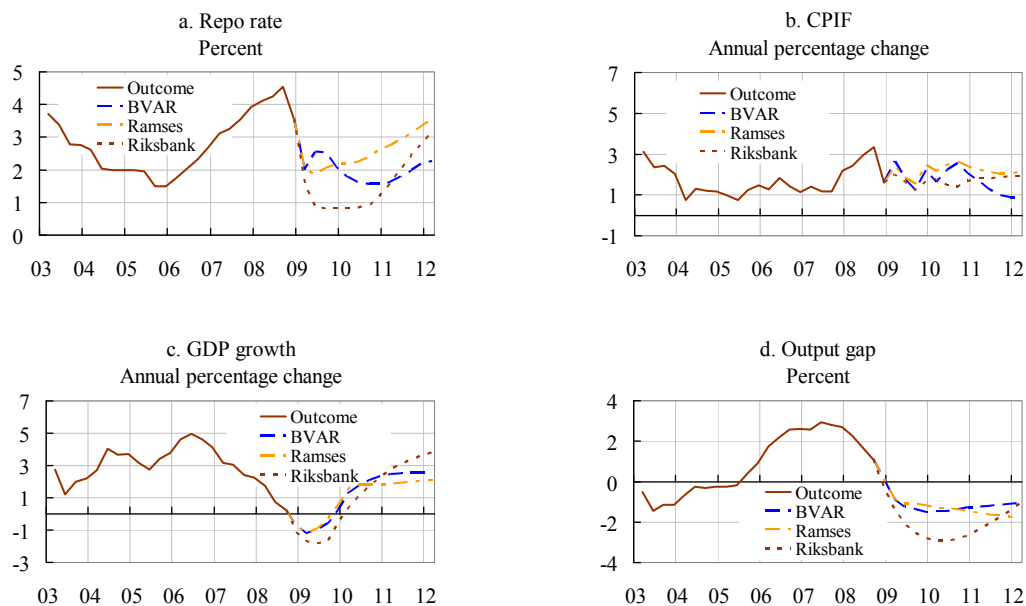 a. Repo rate
Percent
5
4
3
2
1
0
Outcome
BVAR
Ramses
Riksbank
03 04 05 06 07 08 09 10 11 12
b. CPIF
Annual percentage change
7
5
3
1
-1
Outcome
BVAR
Ramses
Riksbank
03 04 05 06 07 08 09 10 11 12
c. GDP growth
Annual percentage change
7
5
3
1
-1
-3
Outcome
BVAR
Ramses
Riksbank
03 04 05 06 07 08 09 10 11 12
d. Output gap
Percent
4
2
0
-2
-4
Outcome
BVAR
Ramses
Riksbank
03 04 05 06 07 08 09 10 11 12